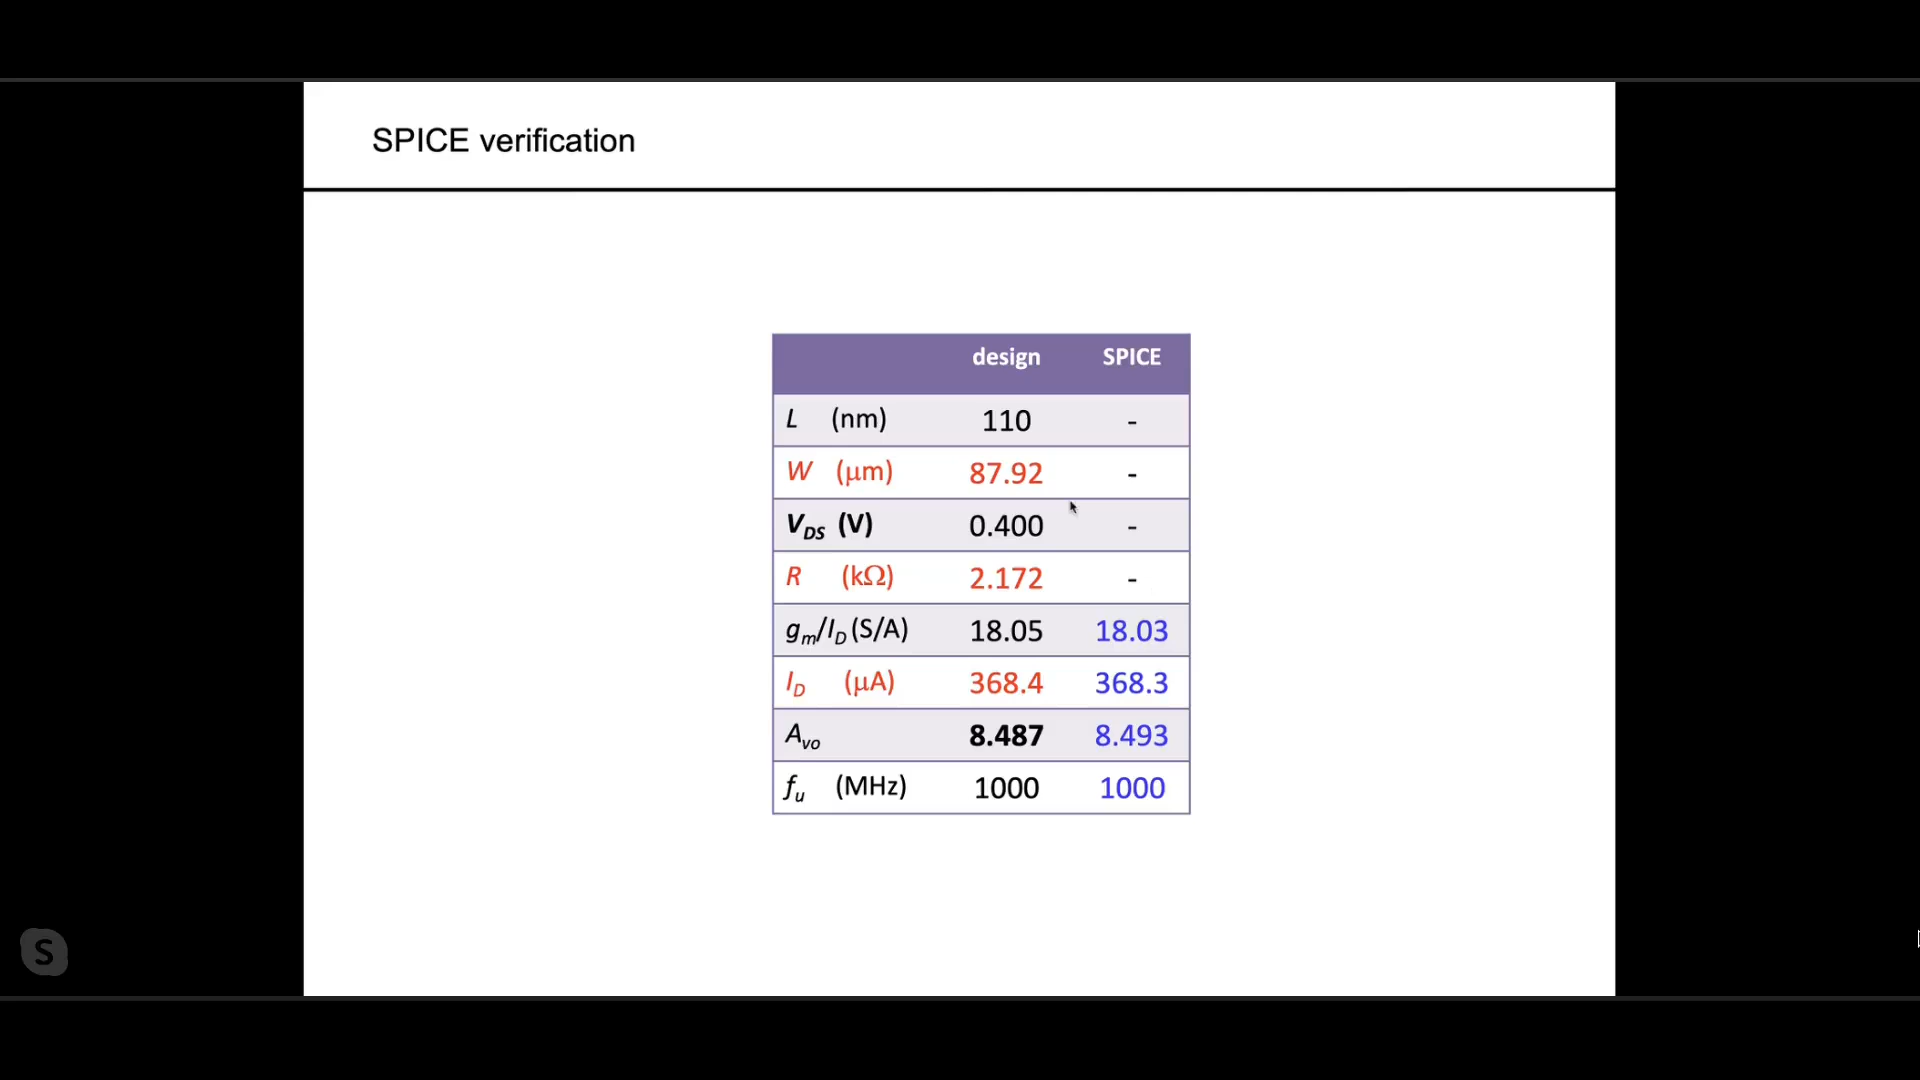 SPICE verification
design SPICE
L (nm) 110 -
W (μm) 87.92 -
VDS (V) 0.400 -
R (kΩ) 2.172 -
gm/ID (S/A) 18.05 18.03
ID (μA) 368.4 368.3
Avo 8.487 8.493
fu (MHz) 1000 1000
S